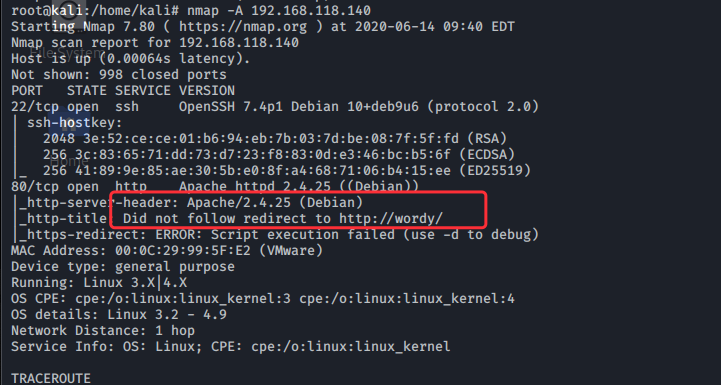 root@kali:/home/kali# nmap -A 192.168.118.140
Starting Nmap 7.80 ( https://nmap.org ) at 2020-06-14 09:40 EDT
Nmap scan report for 192.168.118.140
File System
Host is up (0.00064s latency).
Not shown: 998 closed ports
PORT   STATE SERVICE VERSION
22/tcp open  ssh     OpenSSH 7.4p1 Debian 10+deb9u6 (protocol 2.0)
| ssh-hostkey:
|   2048 3e:52:ce:ce:01:b6:94:eb:7b:03:7d:be:08:7f:5f:fd (RSA)
|   256 3c:83:65:71:dd:73:d7:23:f8:83:0d:e3:46:bc:b5:6f (ECDSA)
Home
|_  256 41:89:9e:85:ae:30:5b:e0:8f:a4:68:71:06:b4:15:ee (ED25519)
80/tcp open  http    Apache httpd 2.4.25 ((Debian))
|_http-server-header: Apache/2.4.25 (Debian)
|_http-title: Did not follow redirect to http://wordy/
|_https-redirect: ERROR: Script execution failed (use -d to debug)
MAC Address: 00:0C:29:99:5F:E2 (VMware)
Device type: general purpose
Running: Linux 3.X|4.X
OS CPE: cpe:/o:linux:linux_kernel:3 cpe:/o:linux:linux_kernel:4
OS details: Linux 3.2 - 4.9
Network Distance: 1 hop
Service Info: OS: Linux; CPE: cpe:/o:linux:linux_kernel
TRACEROUTE